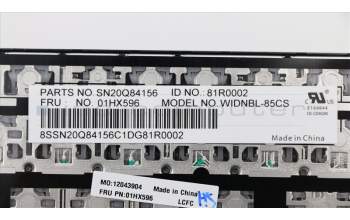 PARTS NO.SN20Q84156 ID NO.:81R0002
FRU NO. 01HX596 MODEL NO.WIDNBL-85CS
8SSN20Q84156C1DG81R0002
Made in China
MO:12043904
FRU PN:01HX596
LCFC
Made in China